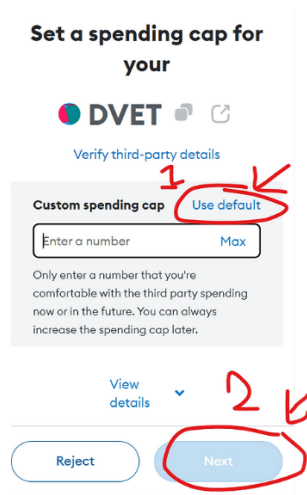 Set a spending cap for
your
DVET
Verify third-party details
1
Custom spending cap Use default
Enter a number Max
Only enter a number that you're
comfortable with the third party spending
now or in the future. You can always
increase the spending cap later.
View
details
2
Reject Next